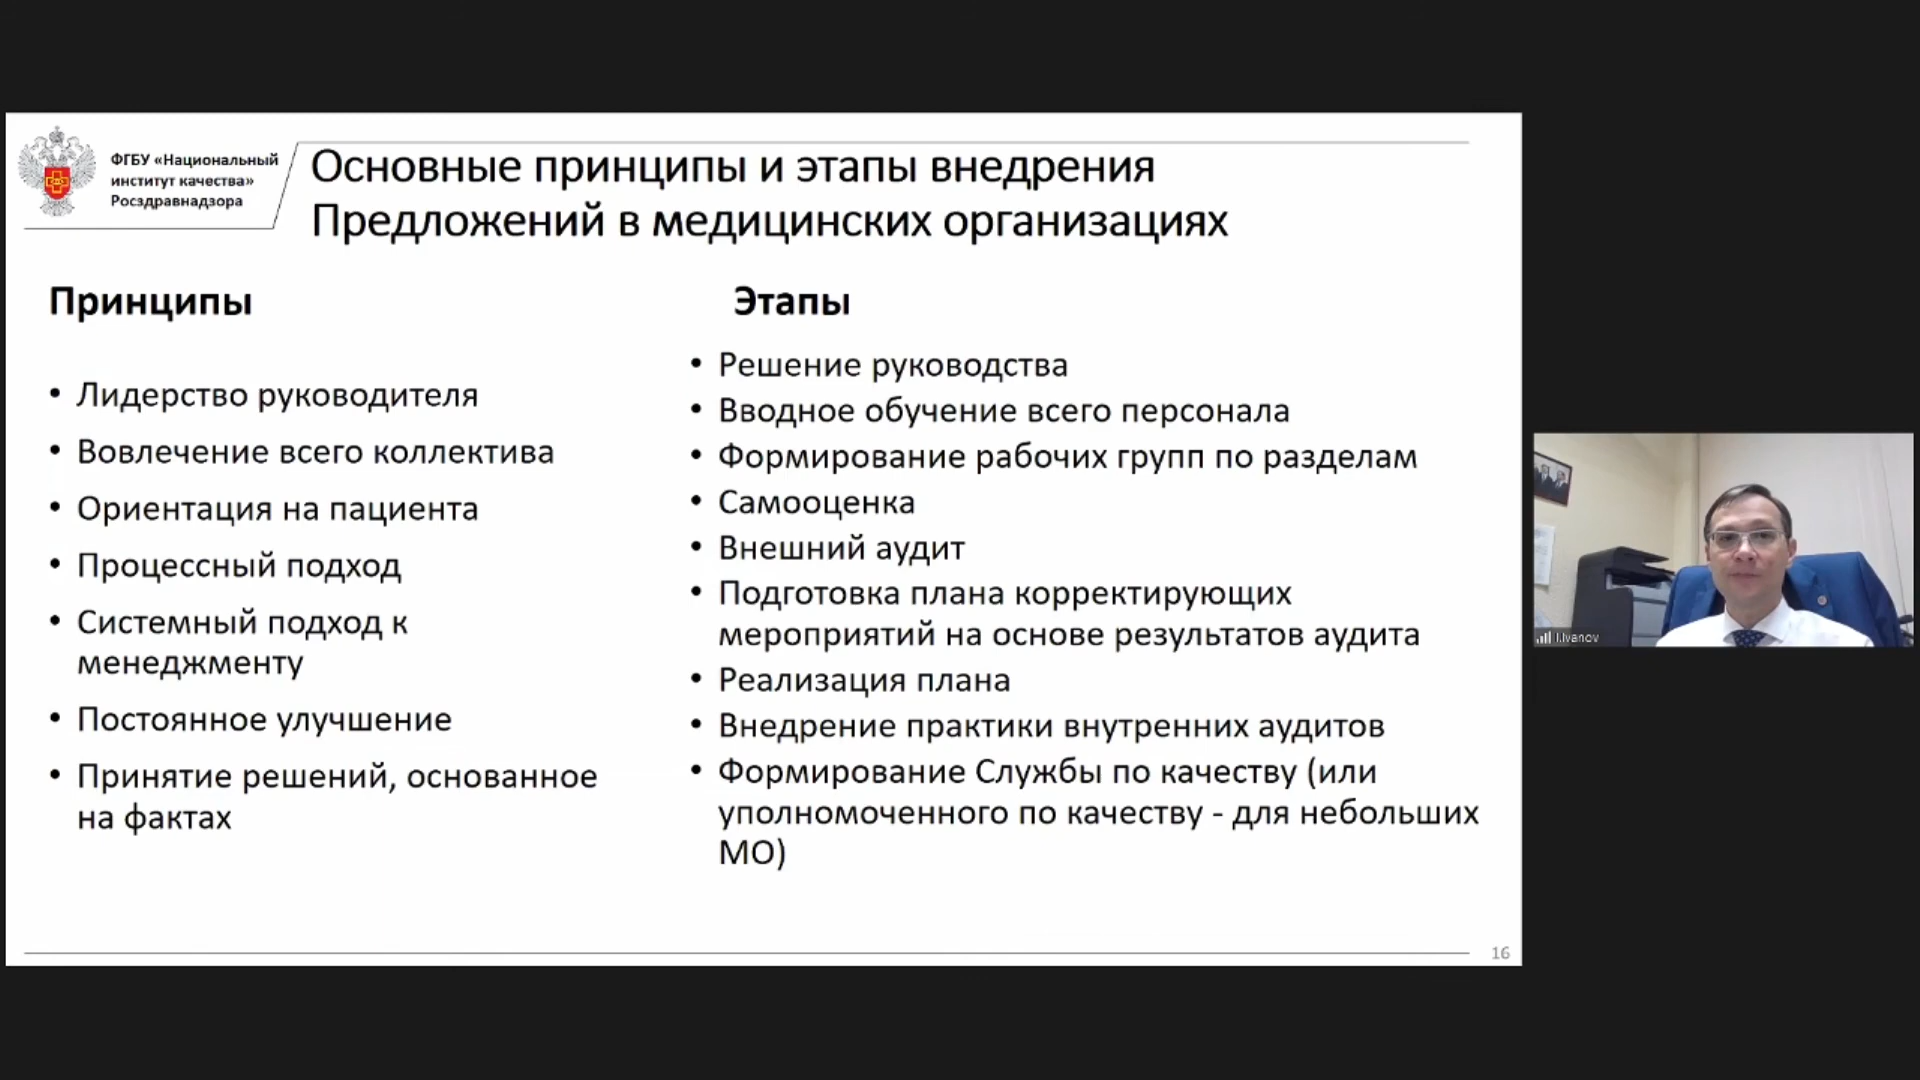 ФГБУ «Национальный
институт качества»
Росздравнадзора
Основные принципы и этапы внедрения
Предложений в медицинских организациях
Принципы
• Лидерство руководителя
• Вовлечение всего коллектива
• Ориентация на пациента
• Процессный подход
• Системный подход к
менеджменту
• Постоянное улучшение
• Принятие решений, основанное
на фактах
Этапы
• Решение руководства
• Вводное обучение всего персонала
• Формирование рабочих групп по разделам
• Самооценка
• Внешний аудит
• Подготовка плана корректирующих
мероприятий на основе результатов аудита
• Реализация плана
• Внедрение практики внутренних аудитов
• Формирование Службы по качеству (или
уполномоченного по качеству - для небольших
МО)
16
I.Ivanov